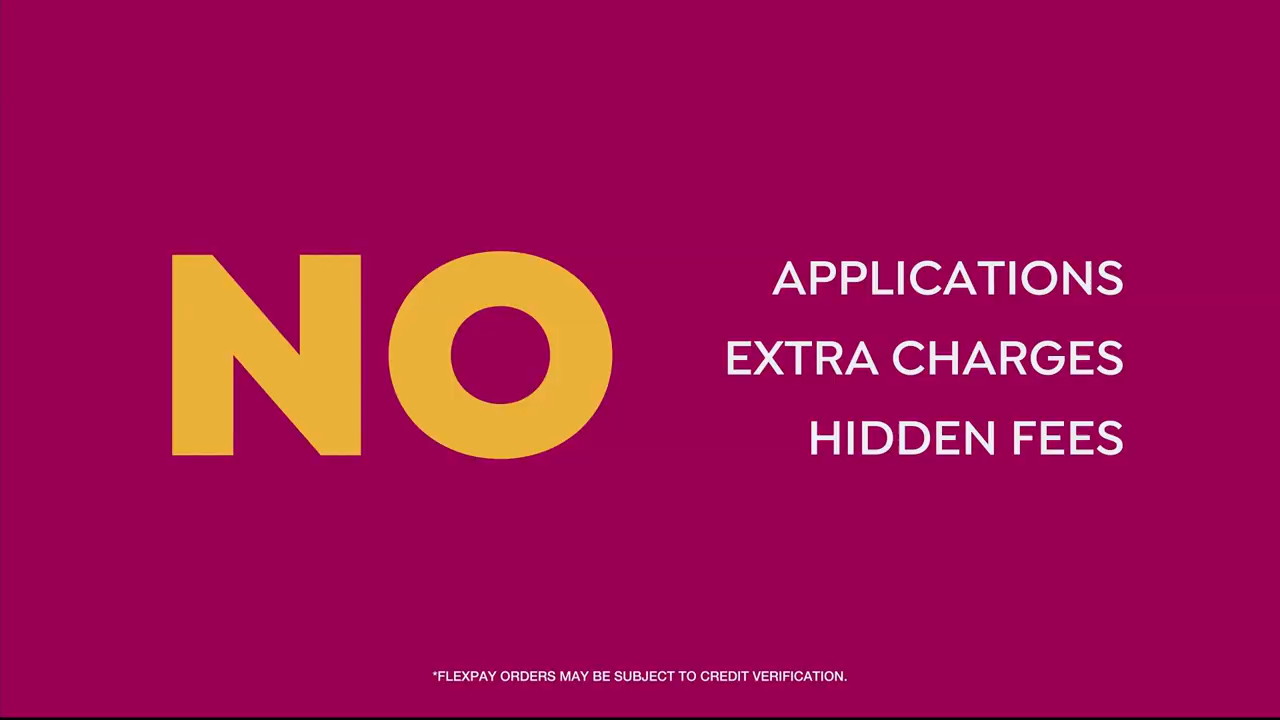 NO
APPLICATIONS
EXTRA CHARGES
HIDDEN FEES
*FLEXPAY ORDERS MAY BE SUBJECT TO CREDIT VERIFICATION.